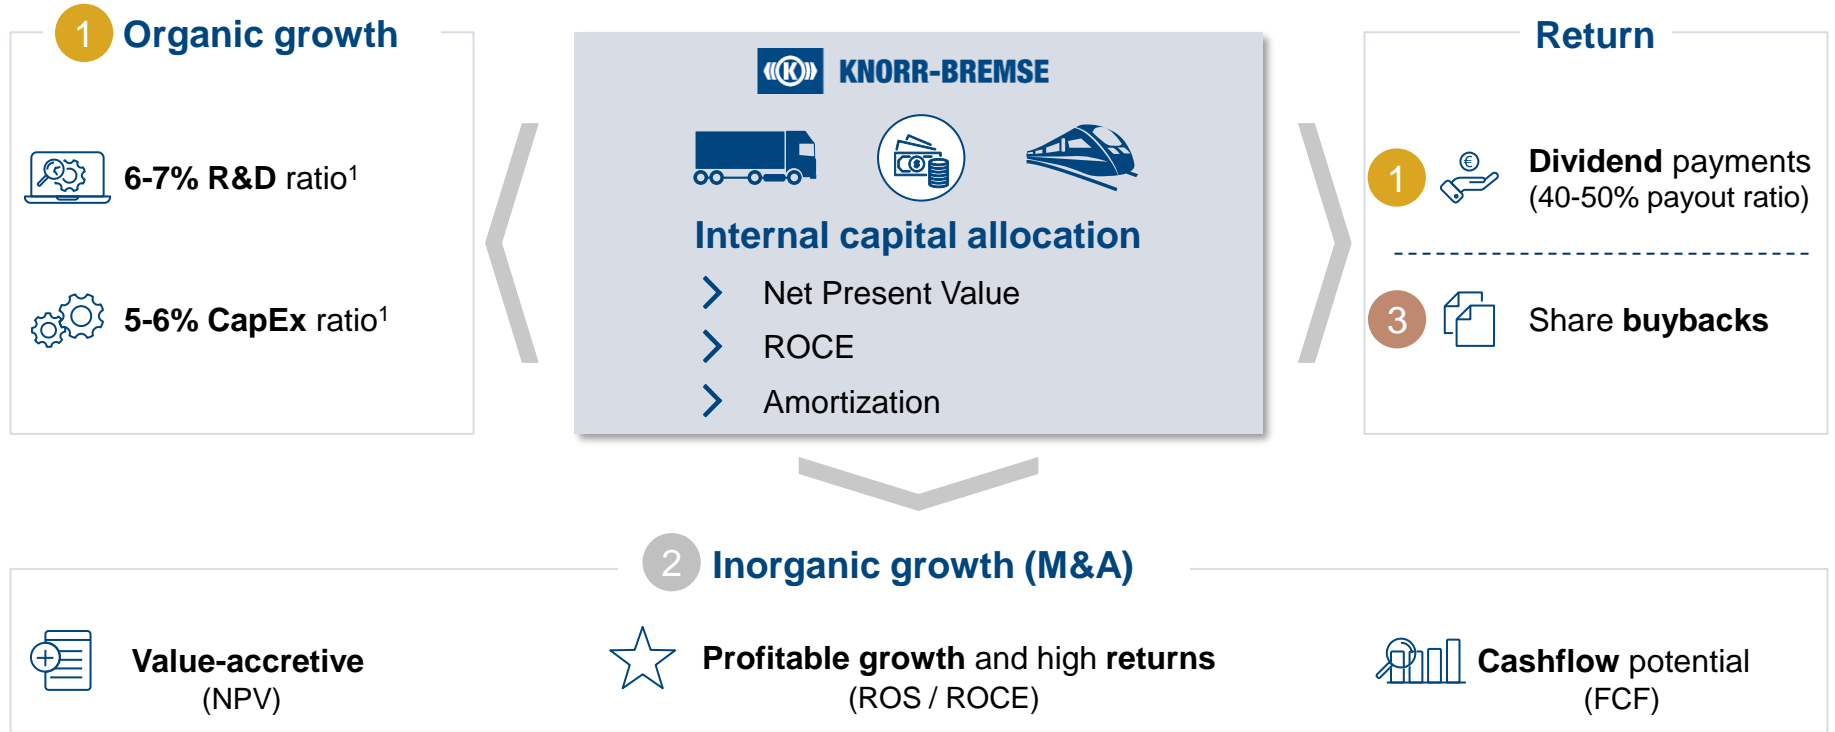 1 Organic growth
6-7% R&D ratio¹
5-6% CapEx ratio¹
KNORR-BREMSE
Internal capital allocation
Net Present Value
ROCE
Amortization
Return
1 Dividend payments
(40-50% payout ratio)
3 Share buybacks
2 Inorganic growth (M&A)
Value-accretive
(NPV)
Profitable growth and high returns
(ROS / ROCE)
Cashflow potential
(FCF)